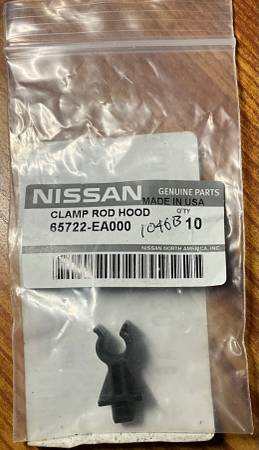 NISSAN GENUINE PARTS
MADE IN USA
CLAMP ROD HOOD QTY
65722-EA000 1046B 10
NISSAN NORTH AMERICA, INC.